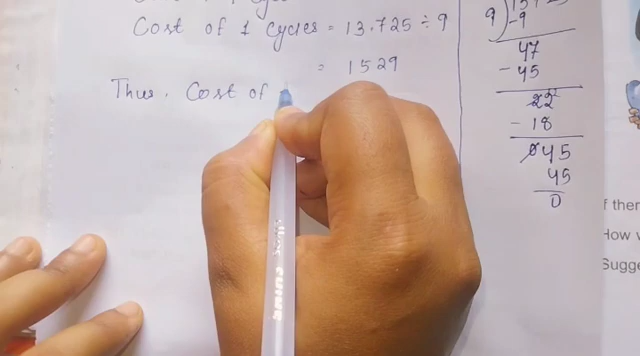 Cost of 1 Cycles = 13.725 ÷ 9
= 1529
Thus, Cost of
9
-9
47
-45
22
-18
045
45
0
f ther
How v
Sugge